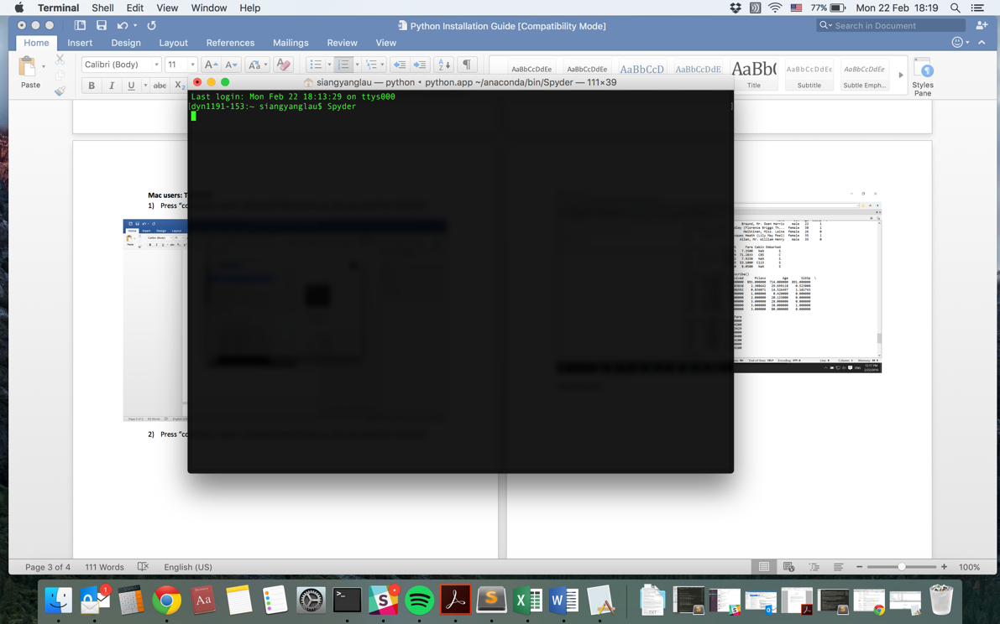 Terminal Shell Edit View Window Help 77% Mon 22 Feb 18:19
Python Installation Guide [Compatibility Mode]
Search in Document
Home Insert Design Layout References Mailings Review View
Paste
Calibri (Body) 11
AaBbCcDdEe AaBbCcDdEe AaBbCcD AaBbCcDdE AaBb( AaBbCcDdEe AaBbCcDdEe
Title Subtitle Subtle Emph...
Styles
Pane
siangyanglau — python ◂ python.app ~/anaconda/bin/Spyder — 111×39
Last login: Mon Feb 22 18:13:29 on ttys000
[dyn1191-153:~ siangyanglau$ Spyder ]
Mac users: T
1) Press “co
2) Press “co
Page 3 of 4 111 Words English (US) 100%